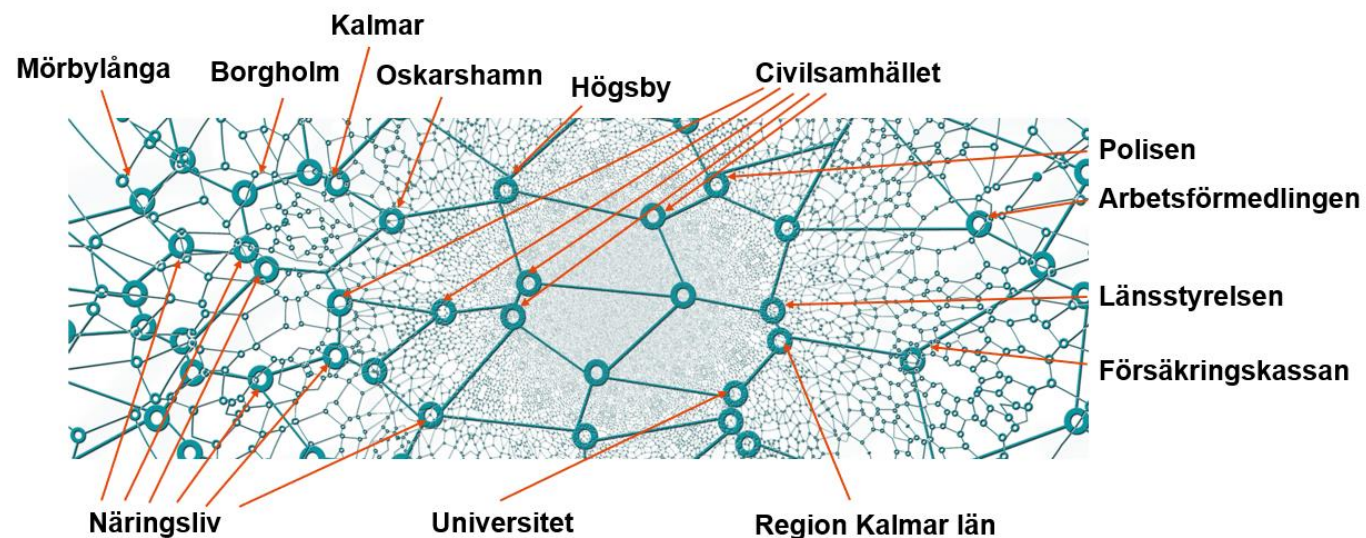 Kalmar
Mörbylånga
Borgholm
Oskarshamn
Högsby
Civilsamhället
Polisen
Arbetsförmedlingen
Länsstyrelsen
Försäkringskassan
Näringsliv
Universitet
Region Kalmar län